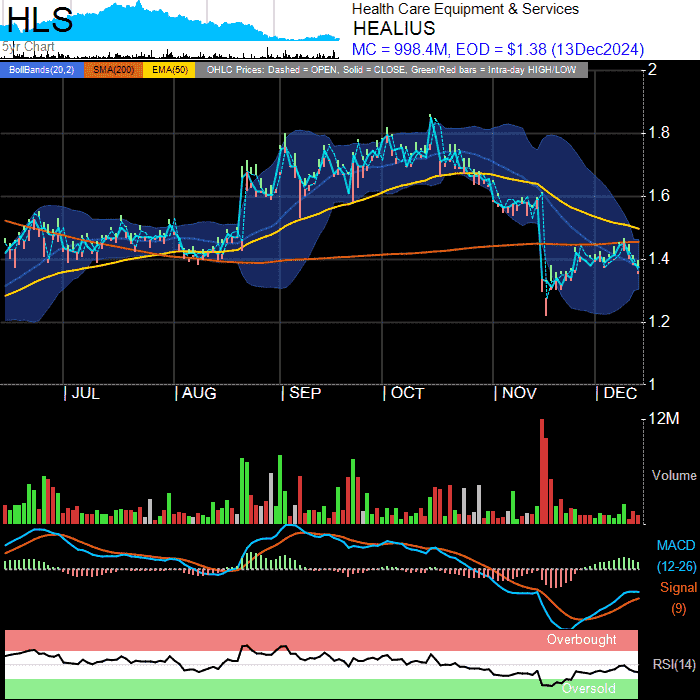 HLS
5yr Chart
Health Care Equipment & Services
HEALIUS
MC = 998.4M, EOD = $1.38 (13Dec2024)
BollBands(20,2) SMA(200) EMA(50) OHLC Prices: Dashed = OPEN, Solid = CLOSE, Green/Red bars = Intra-day HIGH/LOW
2
1.8
1.6
1.4
1.2
1
| JUL | AUG | SEP | OCT | NOV | DEC
12M
Volume
MACD
(12-26)
Signal
(9)
Overbought
RSI(14)
Oversold